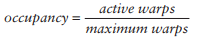 occupancy = active warps / maximum warps